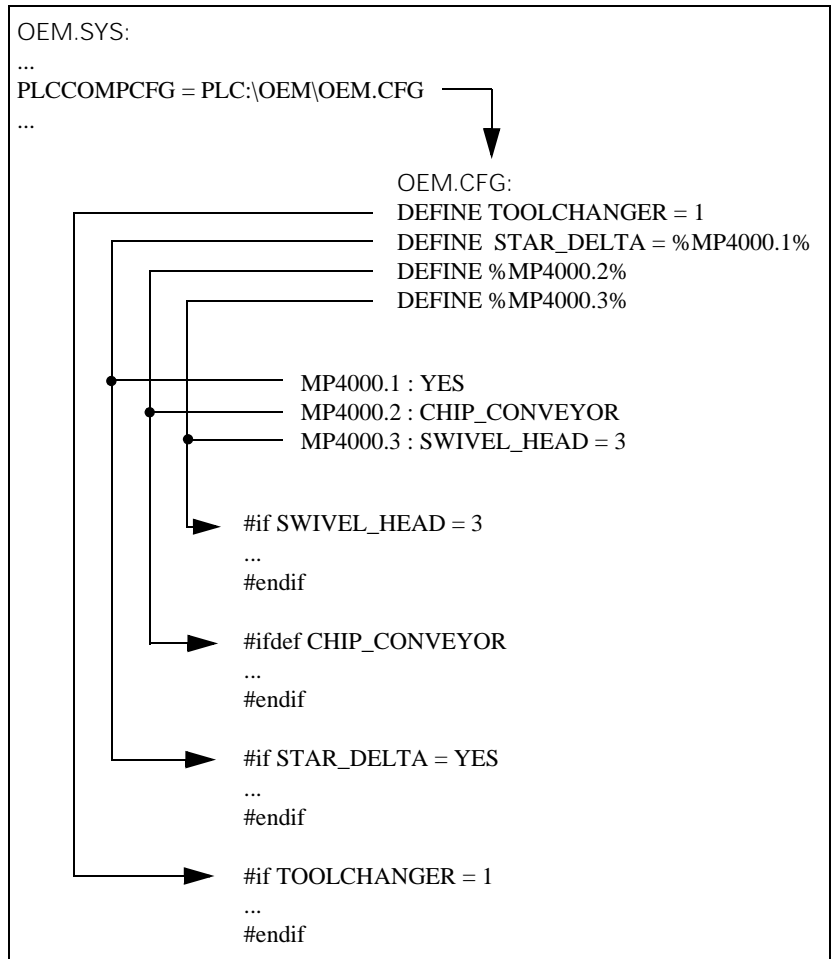 OEM.SYS:
...
PLCCOMPCFG = PLC:\OEM\OEM.CFG
...
OEM.CFG:
DEFINE TOOLCHANGER = 1
DEFINE STAR_DELTA = %MP4000.1%
DEFINE %MP4000.2%
DEFINE %MP4000.3%
MP4000.1 : YES
MP4000.2 : CHIP_CONVEYOR
MP4000.3 : SWIVEL_HEAD = 3
#if SWIVEL_HEAD = 3
...
#endif
#ifdef CHIP_CONVEYOR
...
#endif
#if STAR_DELTA = YES
...
#endif
#if TOOLCHANGER = 1
...
#endif